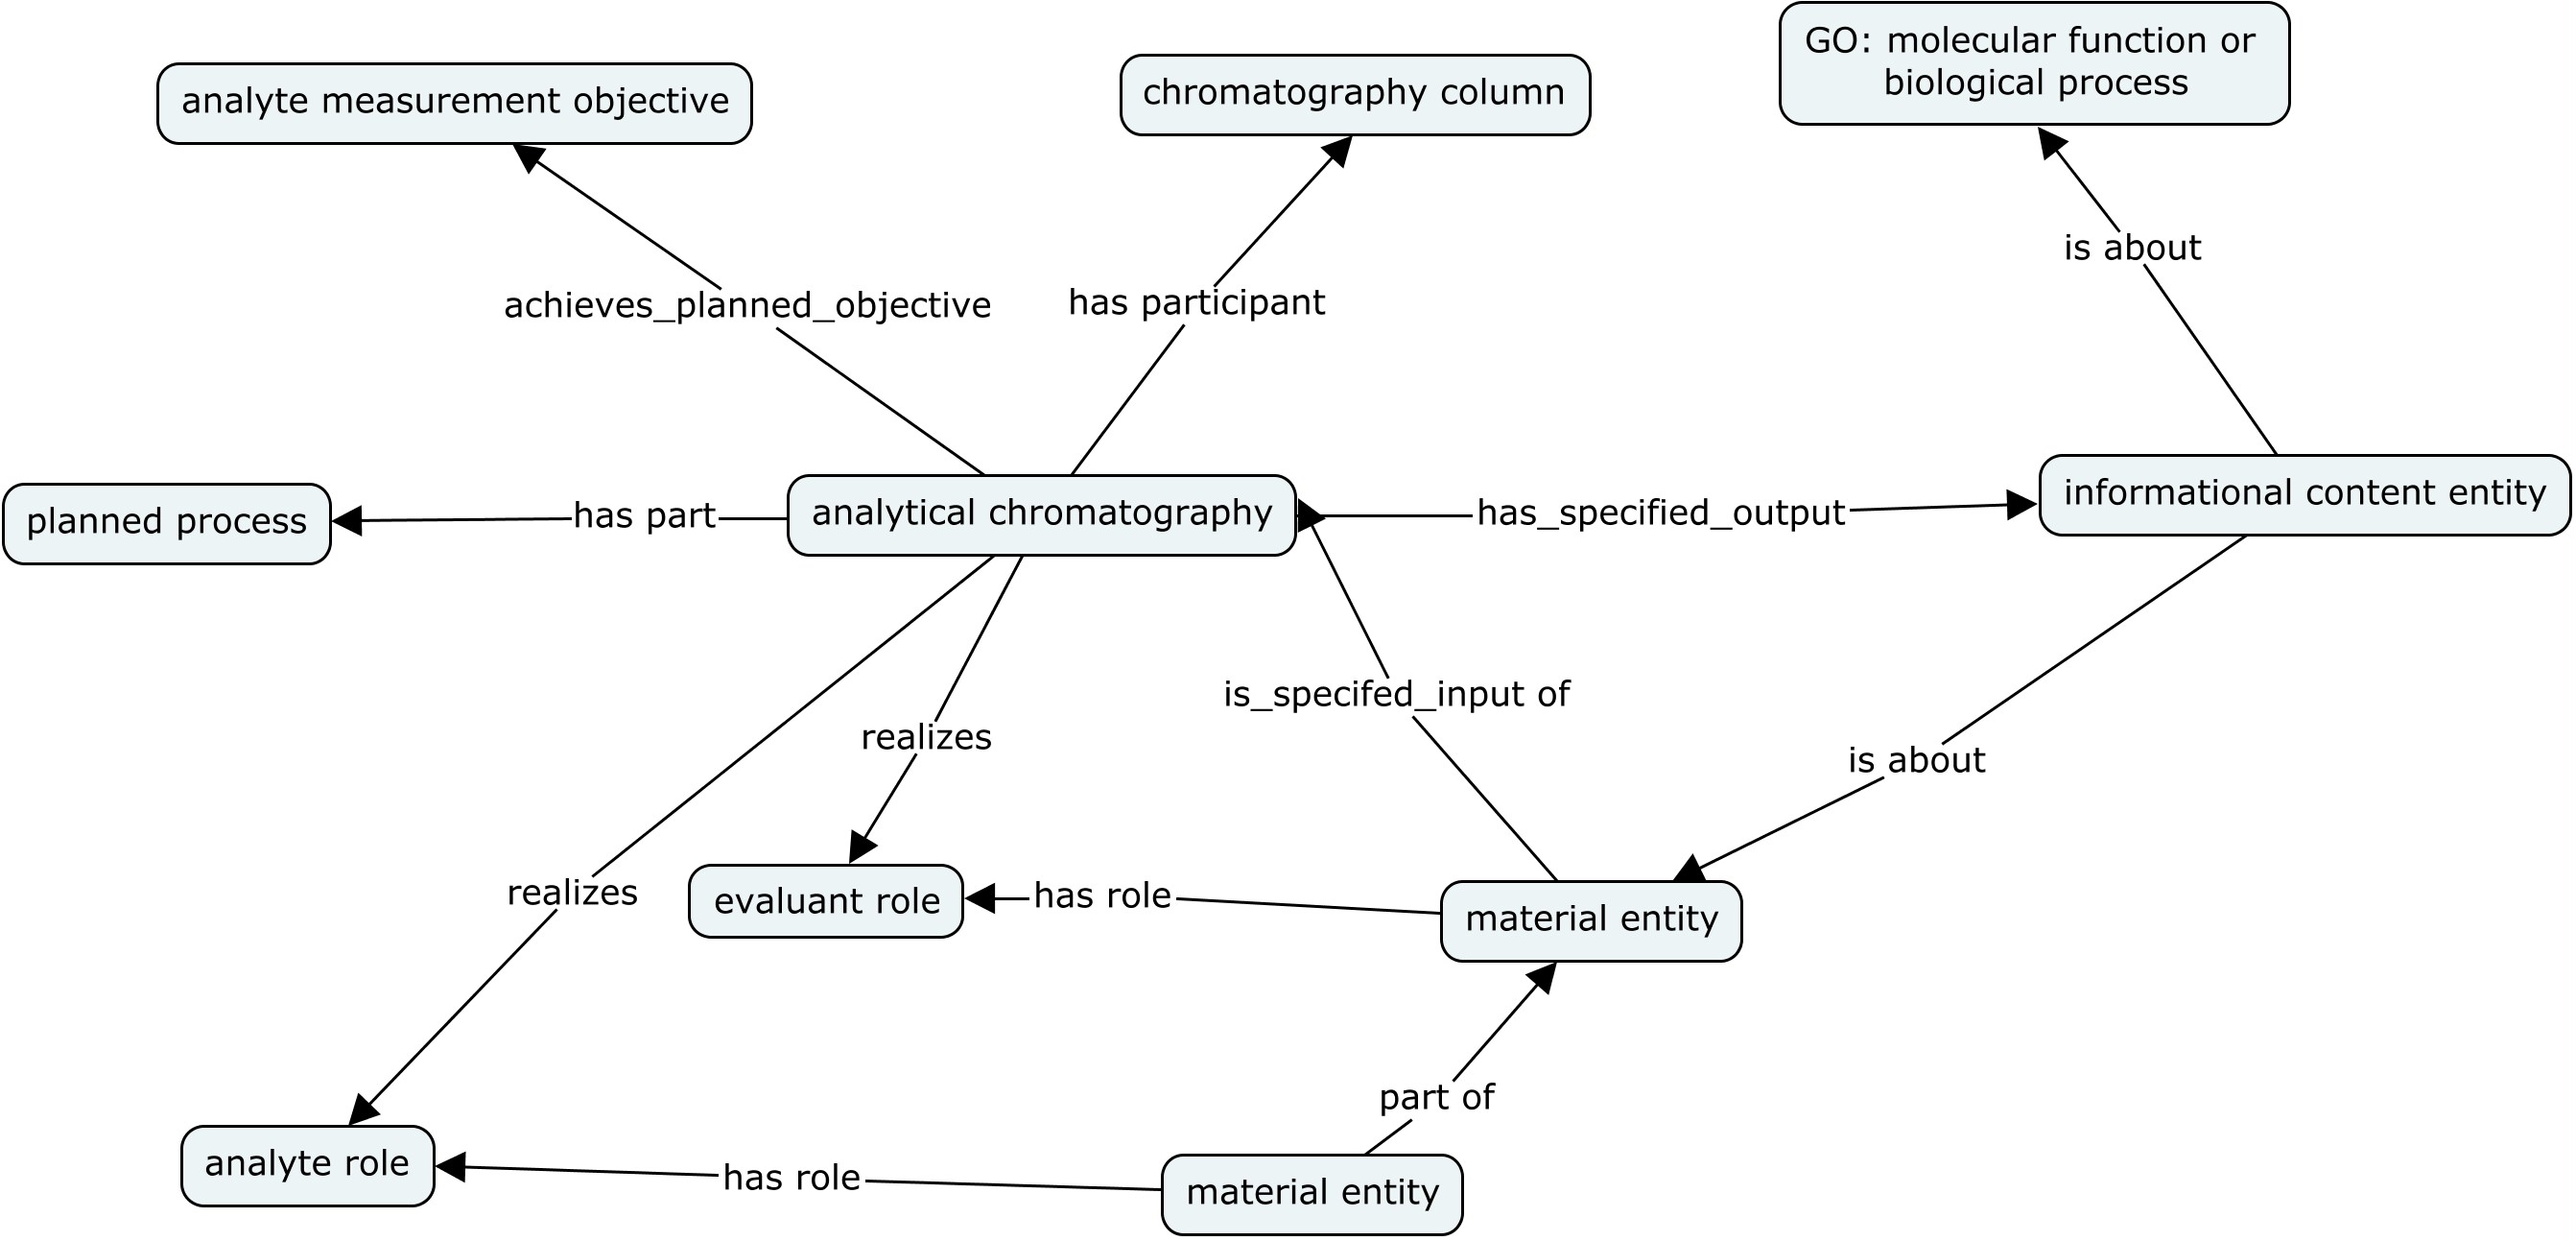 GO: molecular function or
biological process
analyte measurement objective
chromatography column
is about
achieves_planned_objective
has participant
planned process
has part
analytical chromatography
has_specified_output
informational content entity
is_specifed_input of
realizes
is about
realizes
evaluant role
has role
material entity
part of
analyte role
has role
material entity